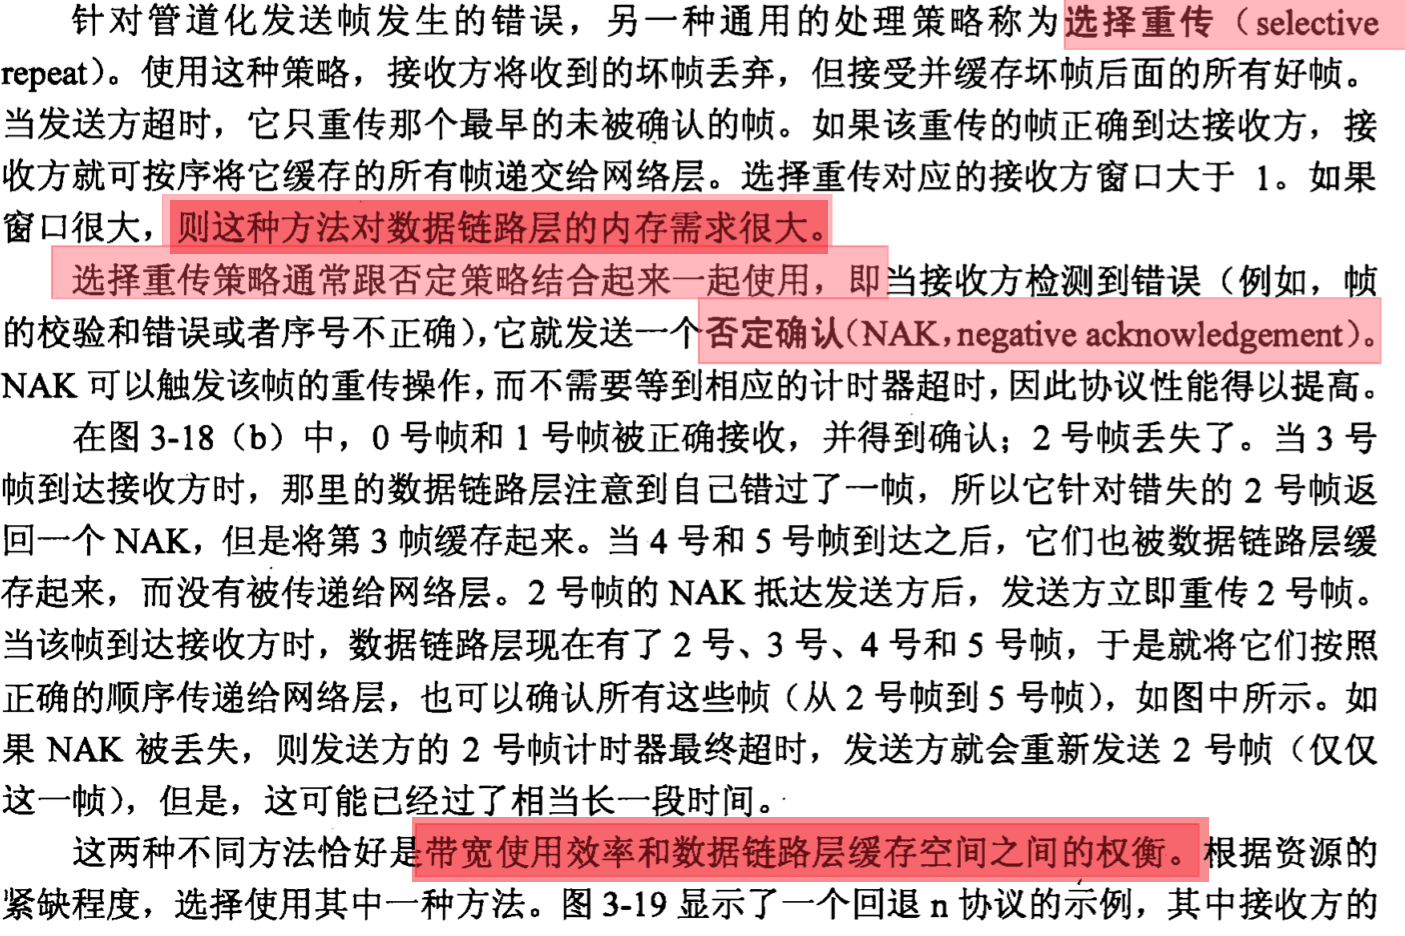 针对管道化发送帧发生的错误，另一种通用的处理策略称为选择重传（selective
repeat）。使用这种策略，接收方将收到的坏帧丢弃，但接受并缓存坏帧后面的所有好帧。
当发送方超时，它只重传那个最早的未被确认的帧。如果该重传的帧正确到达接收方，接
收方就可按序将它缓存的所有帧递交给网络层。选择重传对应的接收方窗口大于 1。如果
窗口很大，则这种方法对数据链路层的内存需求很大。
选择重传策略通常跟否定策略结合起来一起使用，即当接收方检测到错误（例如，帧
的校验和错误或者序号不正确），它就发送一个否定确认（NAK，negative acknowledgement）。
NAK 可以触发该帧的重传操作，而不需要等到相应的计时器超时，因此协议性能得以提高。
在图 3-18（b）中，0 号帧和 1 号帧被正确接收，并得到确认；2 号帧丢失了。当 3 号
帧到达接收方时，那里的数据链路层注意到自己错过了一帧，所以它针对错失的 2 号帧返
回一个 NAK，但是将第 3 帧缓存起来。当 4 号和 5 号帧到达之后，它们也被数据链路层缓
存起来，而没有被传递给网络层。2 号帧的 NAK 抵达发送方后，发送方立即重传 2 号帧。
当该帧到达接收方时，数据链路层现在有了 2 号、3 号、4 号和 5 号帧，于是就将它们按照
正确的顺序传递给网络层，也可以确认所有这些帧（从 2 号帧到 5 号帧），如图中所示。如
果 NAK 被丢失，则发送方的 2 号帧计时器最终超时，发送方就会重新发送 2 号帧（仅仅
这一帧），但是，这可能已经过了相当长一段时间。
这两种不同方法恰好是带宽使用效率和数据链路层缓存空间之间的权衡。根据资源的
紧缺程度，选择使用其中一种方法。图 3-19 显示了一个回退 n 协议的示例，其中接收方的